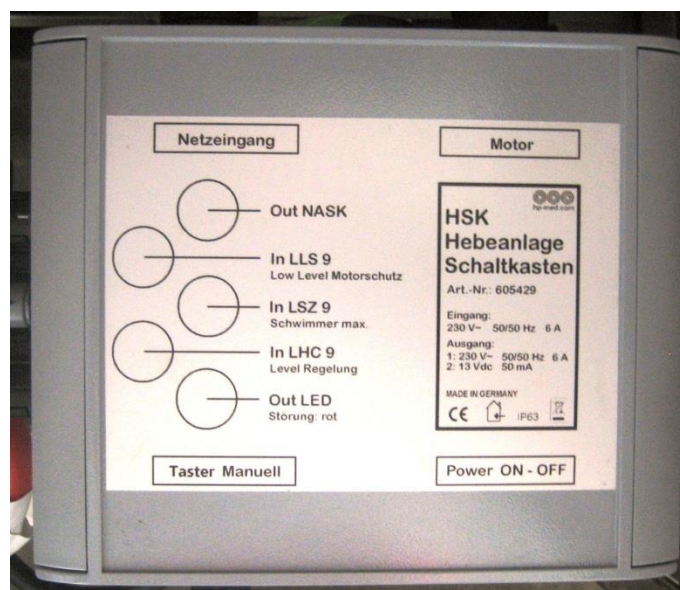 Netzeingang
Motor
Out NASK
In LLS 9
Low Level Motorschutz
In LSZ 9
Schwimmer max.
In LHC 9
Level Regelung
Out LED
Störung: rot
hp-med.com
HSK
Hebeanlage
Schaltkasten
Art.-Nr.: 605429
Eingang:
230 V~ 50/50 Hz 6 A
Ausgang:
1: 230 V~ 50/50 Hz 6 A
2: 13 Vdc 50 mA
MADE IN GERMANY
CE IP63
Taster Manuell
Power ON - OFF